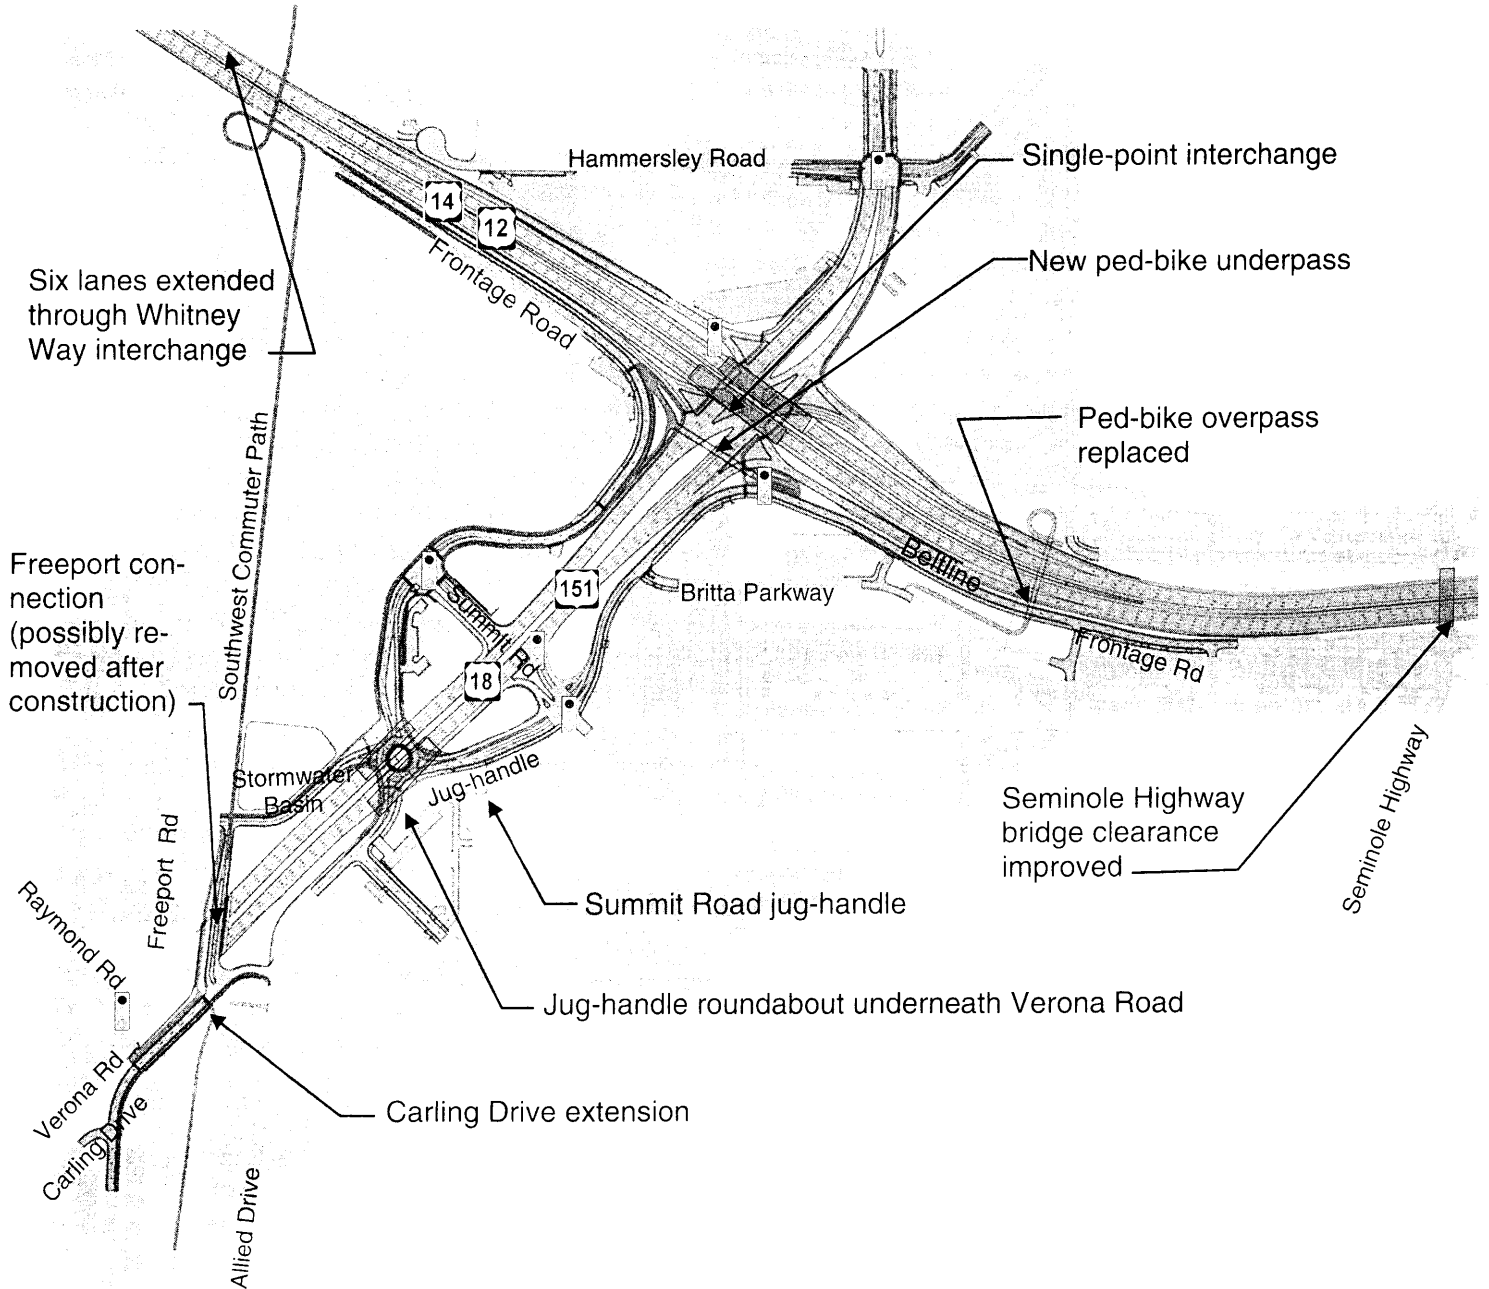 Hammersley Road
Single-point interchange
14
12
Frontage Road
New ped-bike underpass
Six lanes extended
through Whitney
Way interchange
Ped-bike overpass
replaced
Southwest Commuter Path
Beltline
Freeport con-
nection
(possibly re-
moved after
construction)
151
Britta Parkway
Summit Rd
18
Frontage Rd
Seminole Highway
Stormwater
Basin
Jug-handle
Seminole Highway
bridge clearance
improved
Freeport Rd
Raymond Rd
Summit Road jug-handle
Jug-handle roundabout underneath Verona Road
Verona Rd
Carling Drive
Carling Drive extension
Allied Drive